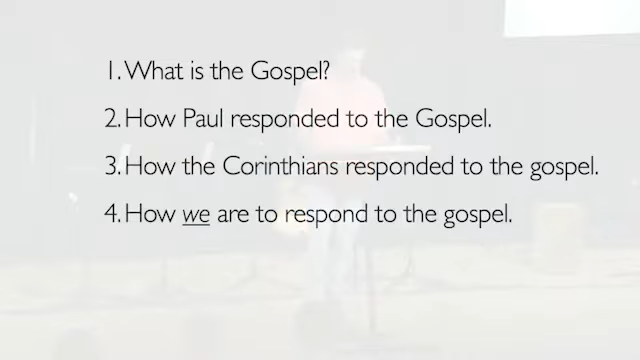 1. What is the Gospel?
2. How Paul responded to the Gospel.
3. How the Corinthians responded to the gospel.
4. How we are to respond to the gospel.